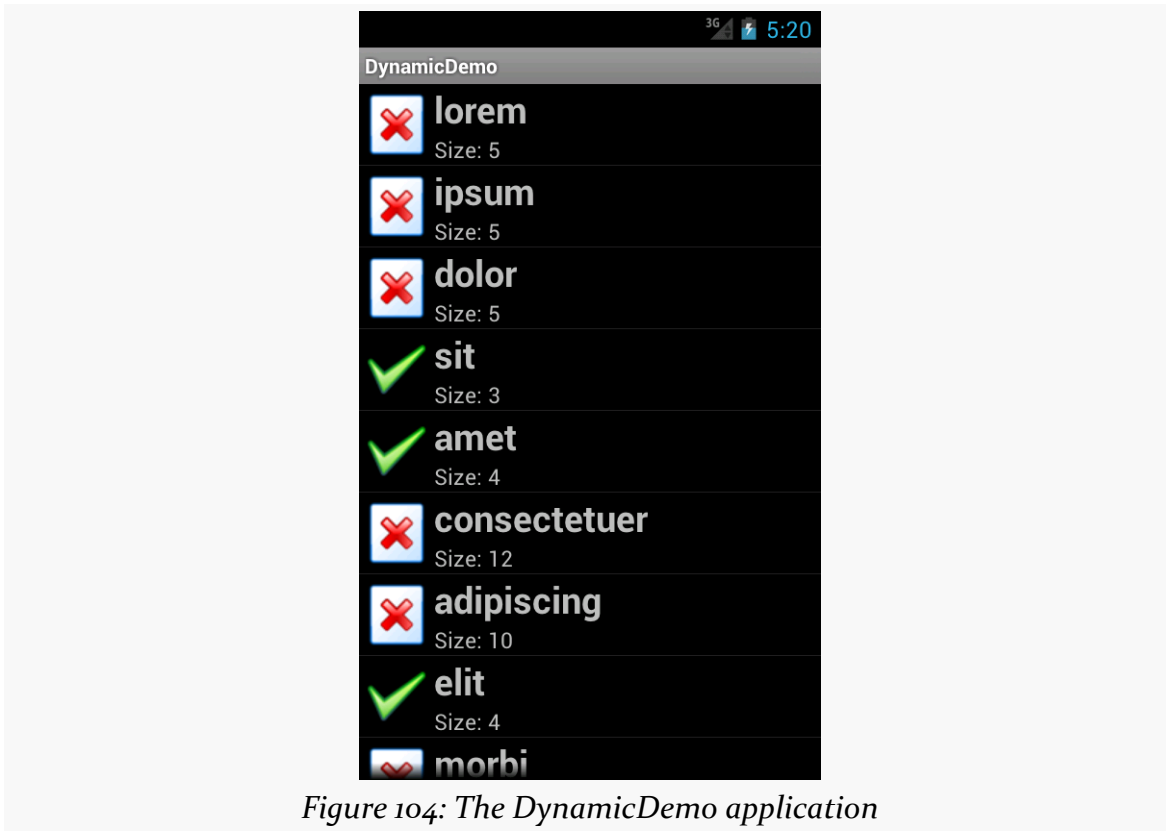 3G 5:20
DynamicDemo
lorem
Size: 5
ipsum
Size: 5
dolor
Size: 5
sit
Size: 3
amet
Size: 4
consectetuer
Size: 12
adipiscing
Size: 10
elit
Size: 4
morbi
Figure 104: The DynamicDemo application